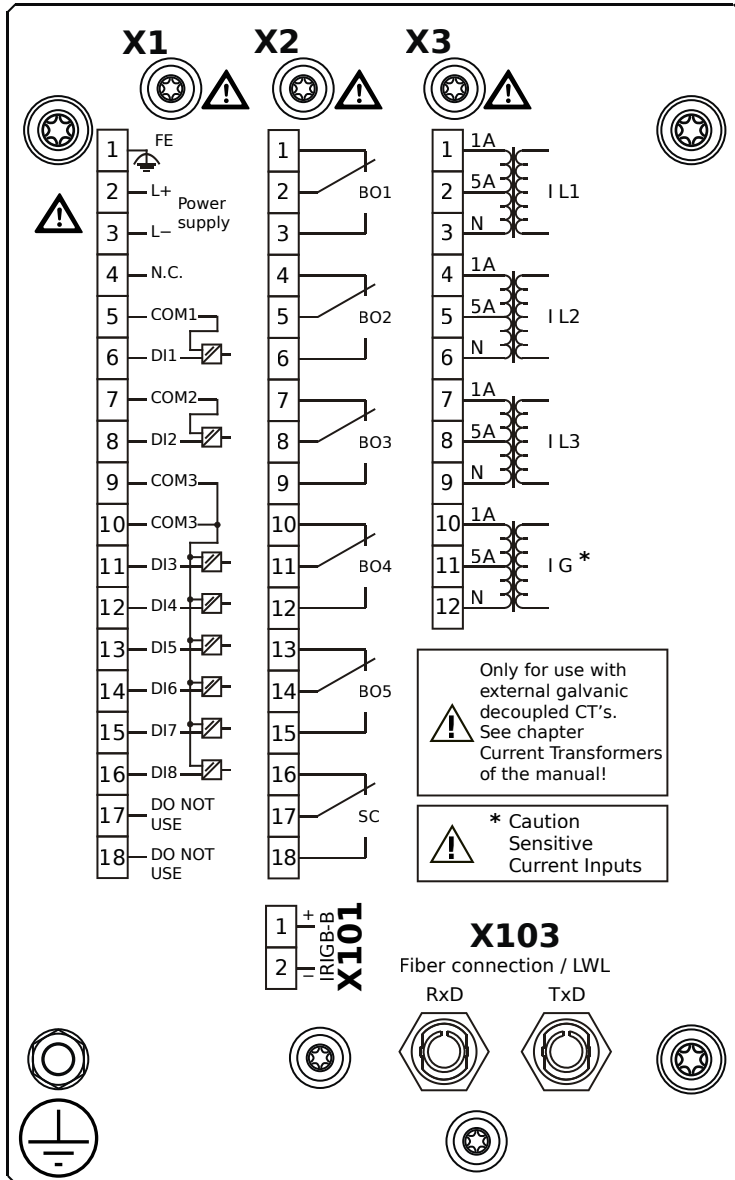 X1
X2
X3
1 FE
2 L+
Power
supply
3 L−
4 N.C.
5 COM1
6 DI1
7 COM2
8 DI2
9 COM3
10 COM3
11 DI3
12 DI4
13 DI5
14 DI6
15 DI7
16 DI8
17 DO NOT
USE
18 DO NOT
USE
1
2 BO1
3
4
5 BO2
6
7
8 BO3
9
10
11 BO4
12
13
14 BO5
15
16
17 SC
18
1 1A
2 5A I L1
3 N
4 1A
5 5A I L2
6 N
7 1A
8 5A I L3
9 N
10 1A
11 5A I G *
12 N
Only for use with
external galvanic
decoupled CT's.
See chapter
Current Transformers
of the manual!
* Caution
Sensitive
Current Inputs
1 +
2 −
IRIGB-B
X101
X103
Fiber connection / LWL
RxD TxD